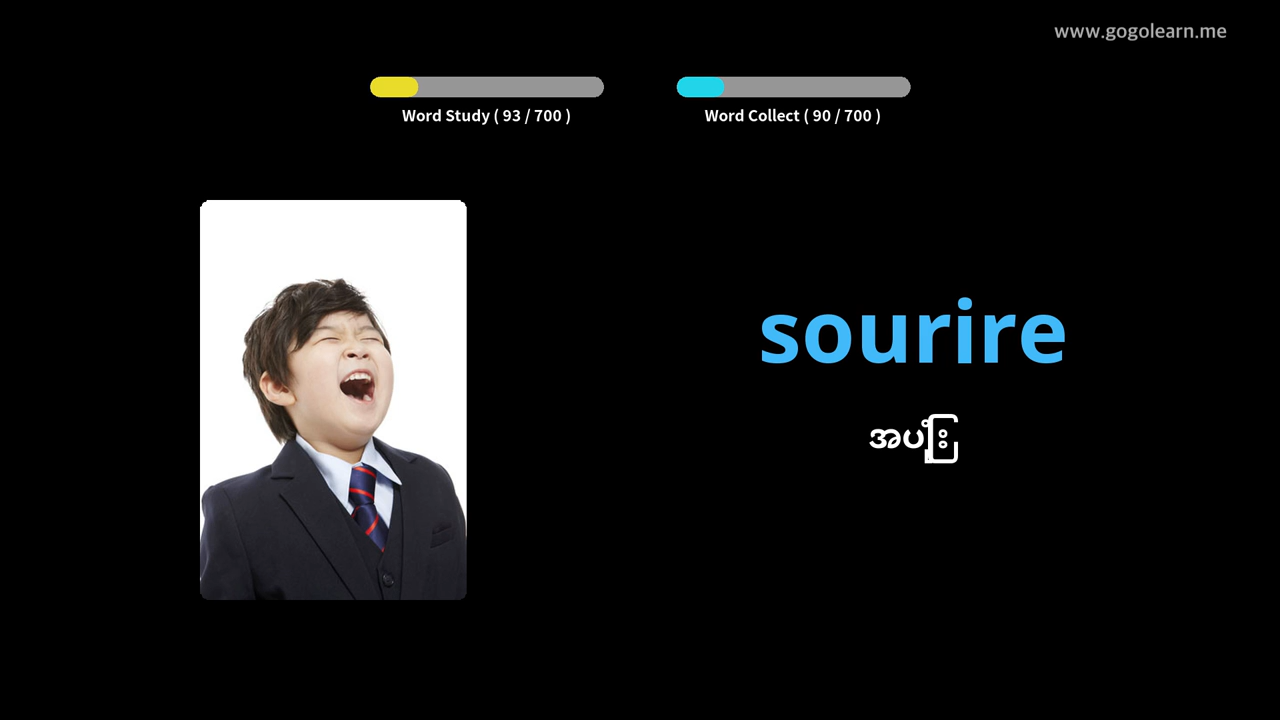 www.gogolearn.me
Word Study ( 93 / 700 )
Word Collect ( 90 / 700 )
sourire
အပြုံး